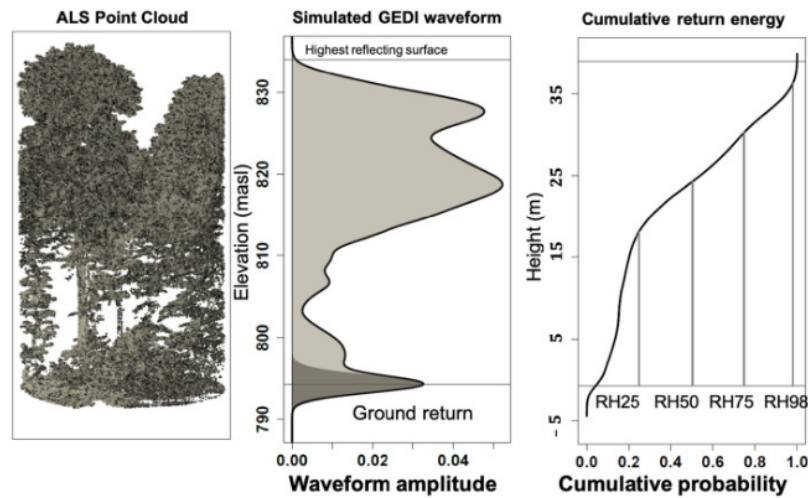 ALS Point Cloud
Simulated GEDI waveform
Cumulative return energy
Highest reflecting surface
Elevation (masl)
830
820
810
800
790
Ground return
0.00 0.02 0.04
Waveform amplitude
Height (m)
35
25
15
5
-5
RH25 RH50 RH75 RH98
0.0 0.2 0.4 0.6 0.8 1.0
Cumulative probability